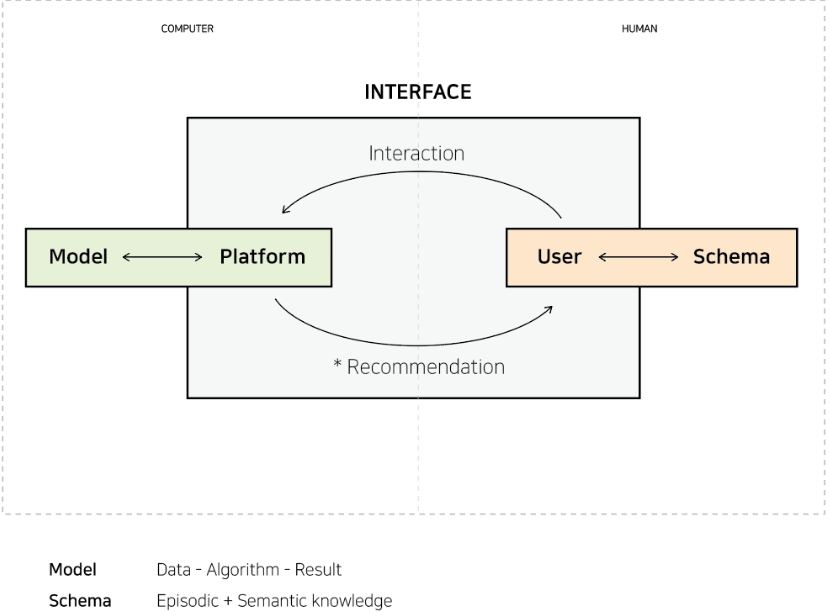 COMPUTER HUMAN
INTERFACE
Interaction
Model Platform User Schema
* Recommendation
Model Data - Algorithm - Result
Schema Episodic + Semantic knowledge